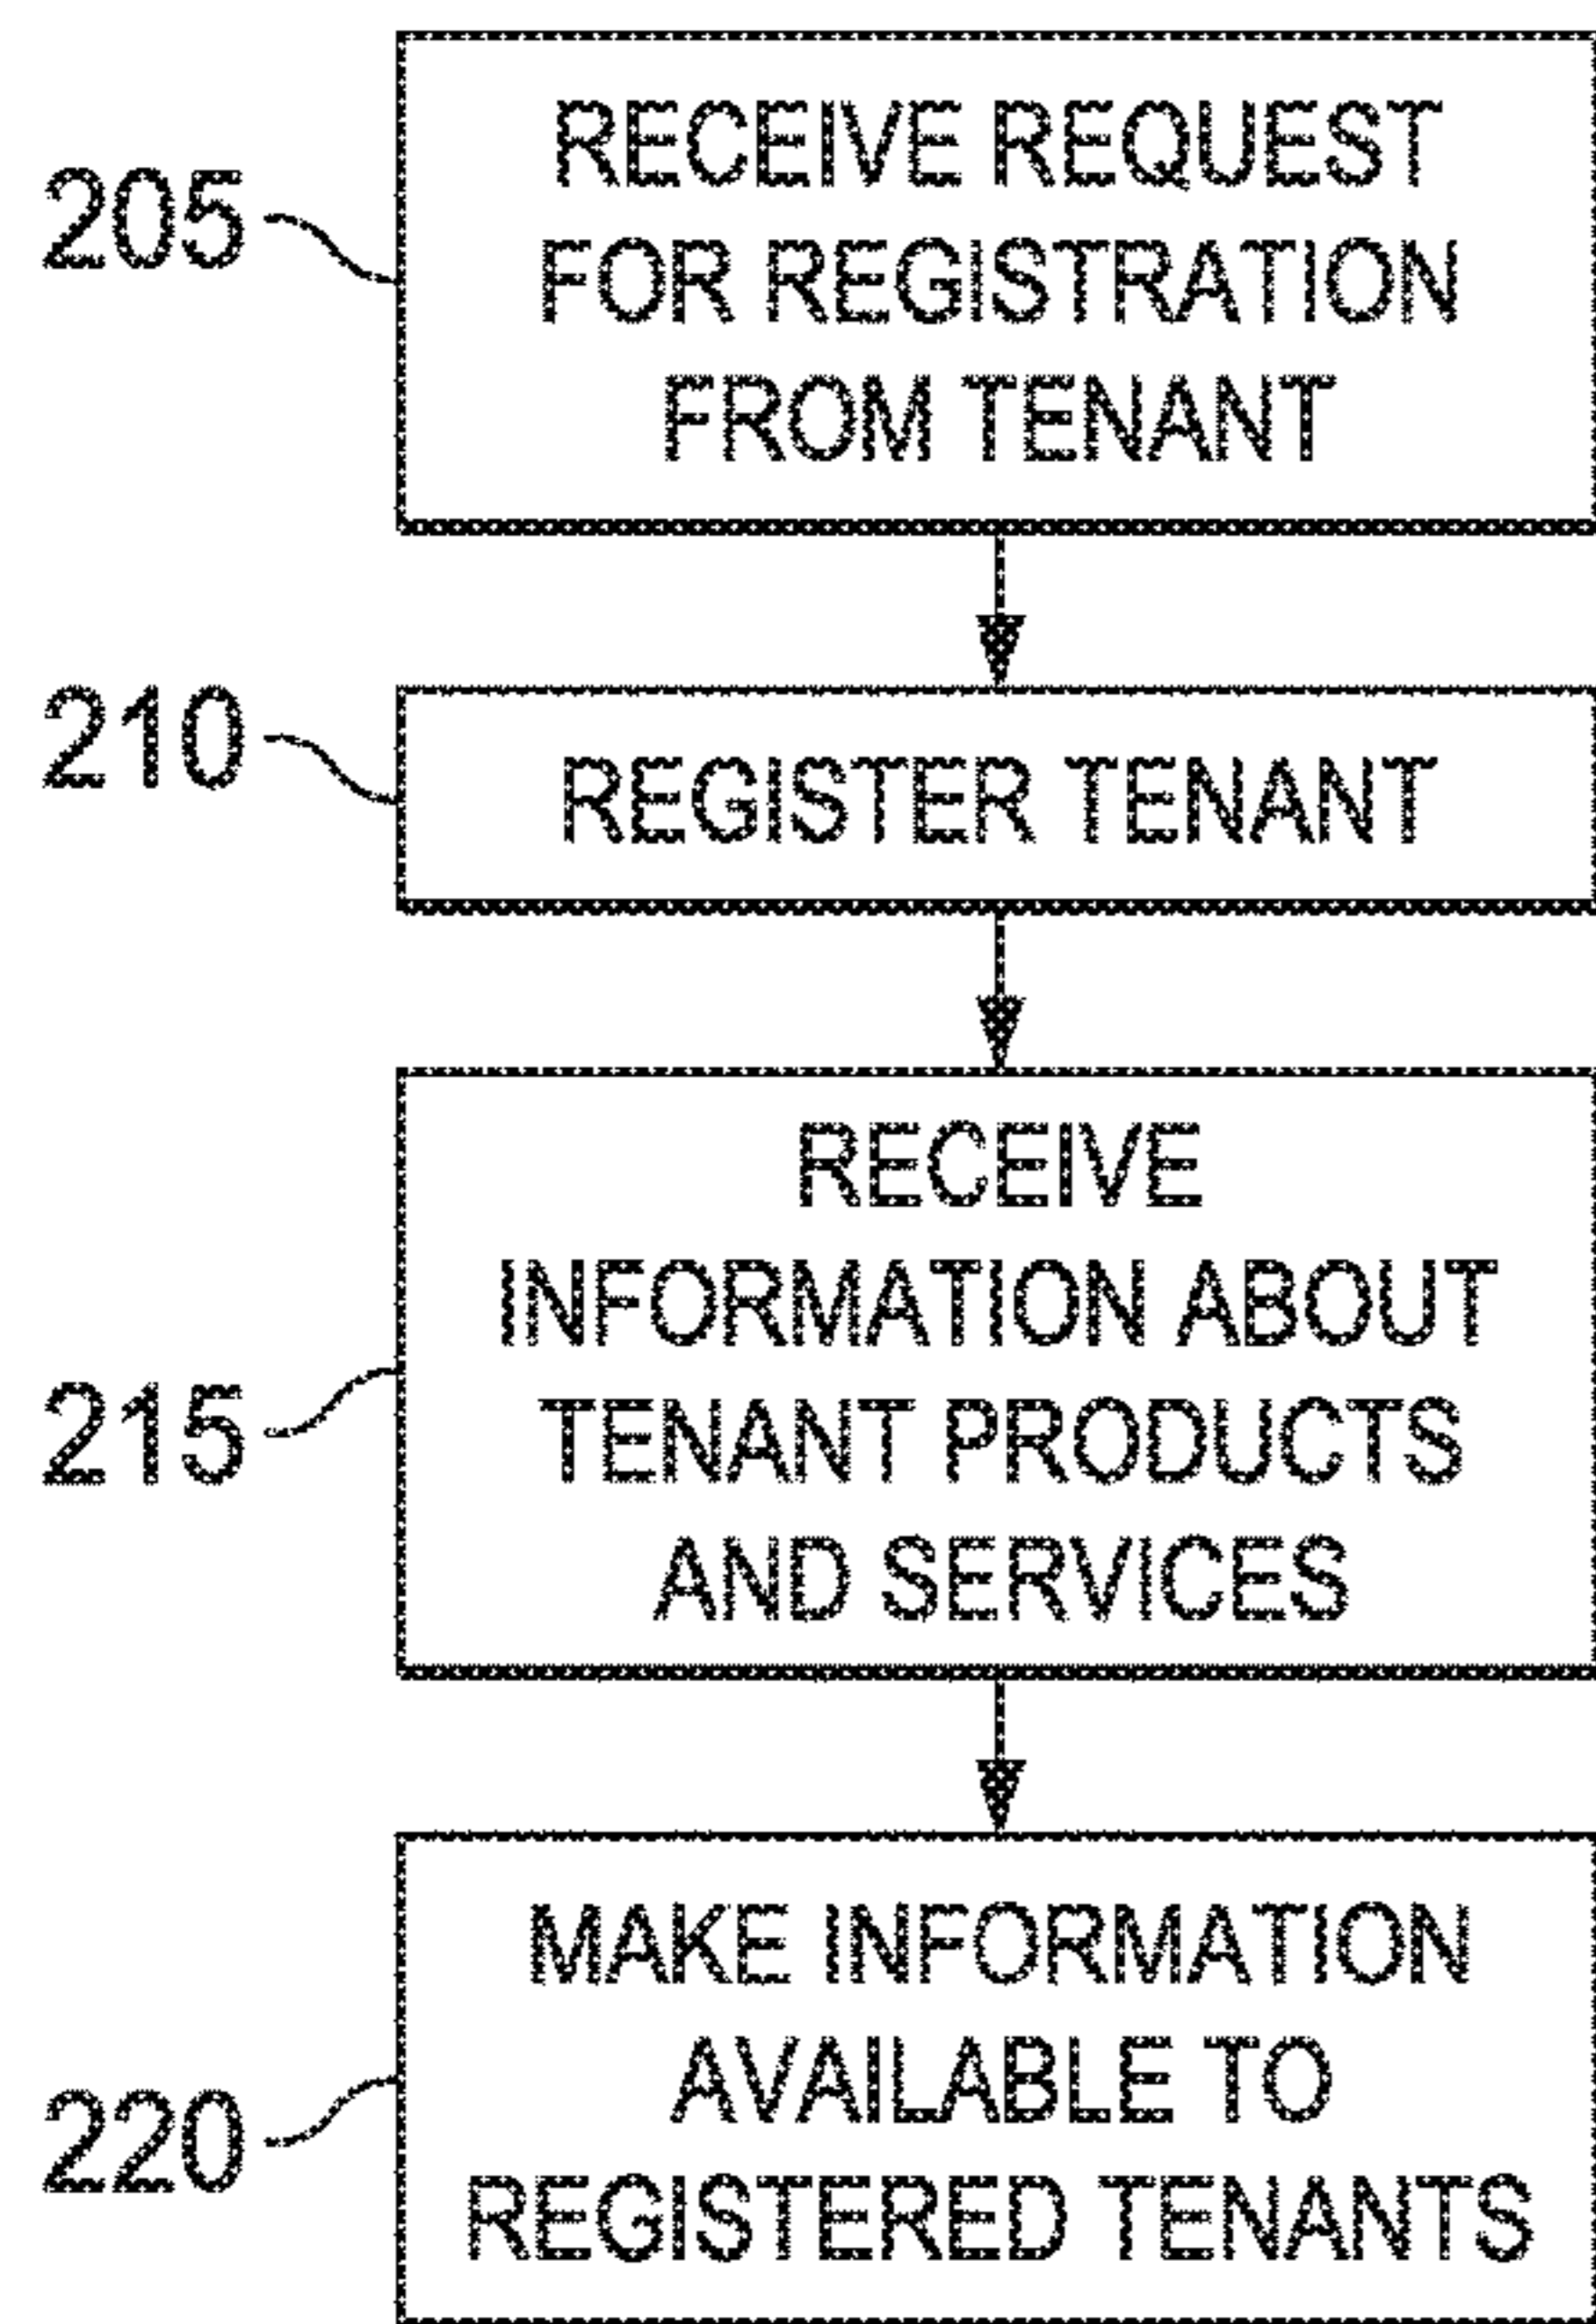 205
RECEIVE REQUEST
FOR REGISTRATION
FROM TENANT
210
REGISTER TENANT
215
RECEIVE
INFORMATION ABOUT
TENANT PRODUCTS
AND SERVICES
220
MAKE INFORMATION
AVAILABLE TO
REGISTERED TENANTS